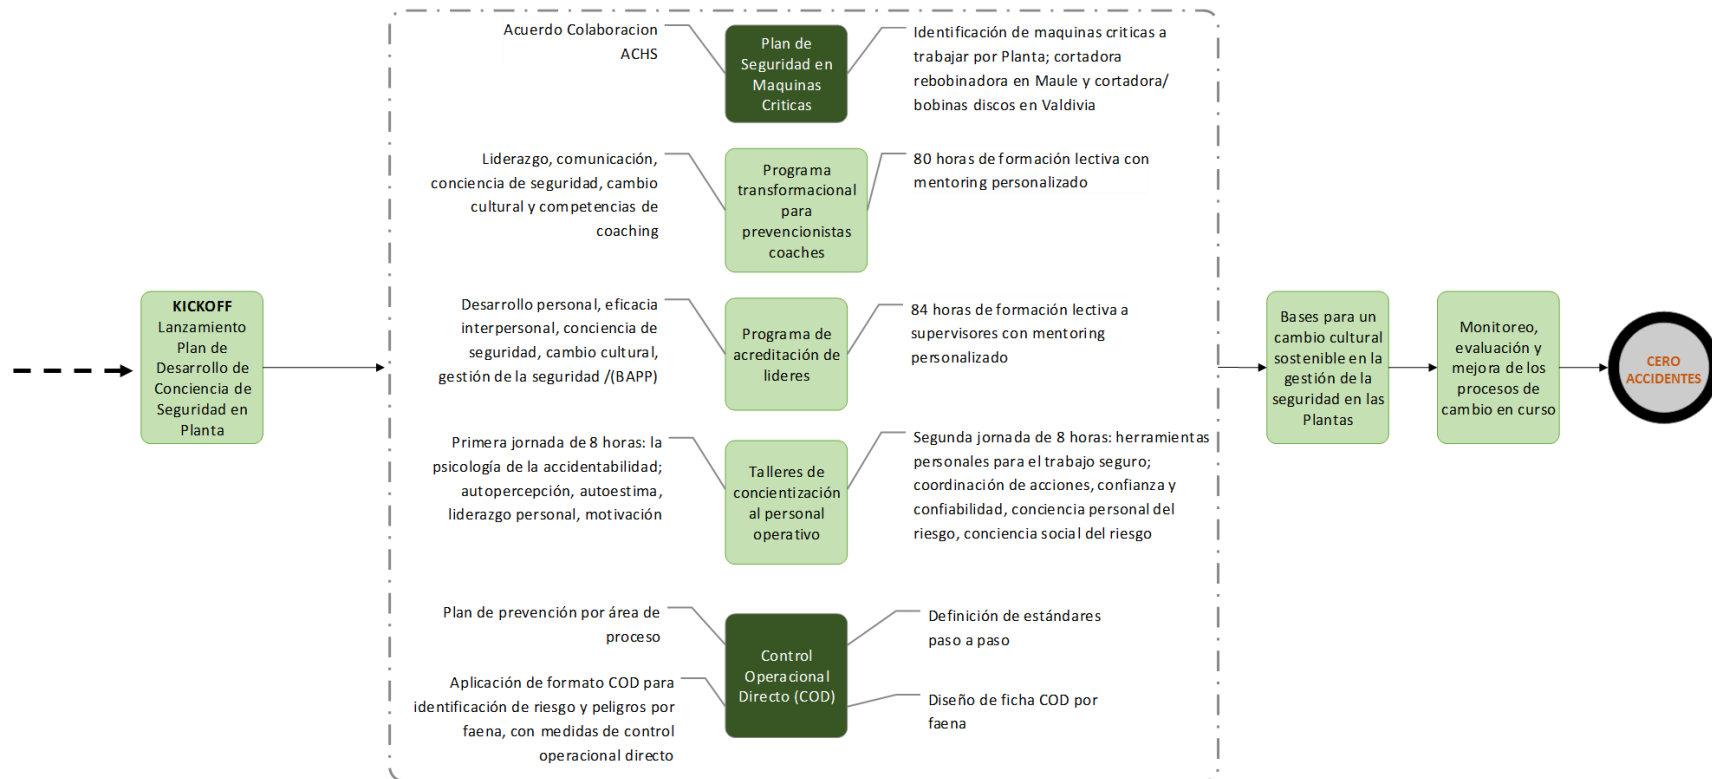 KICKOFF
Lanzamiento
Plan de
Desarrollo de
Conciencia de
Seguridad en
Planta
Acuerdo Colaboracion
ACHS
Plan de
Seguridad en
Maquinas
Criticas
Identificación de maquinas criticas a
trabajar por Planta; cortadora
rebobinadora en Maule y cortadora/
bobinas discos en Valdivia
Liderazgo, comunicación,
conciencia de seguridad, cambio
cultural y competencias de
coaching
Programa
transformacional
para
prevencionistas
coaches
80 horas de formación lectiva con
mentoring personalizado
Desarrollo personal, eficacia
interpersonal, conciencia de
seguridad, cambio cultural,
gestión de la seguridad /(BAPP)
Programa de
acreditación de
lideres
84 horas de formación lectiva a
supervisores con mentoring
personalizado
Primera jornada de 8 horas: la
psicología de la accidentabilidad;
autopercepción, autoestima,
liderazgo personal, motivación
Talleres de
concientización
al personal
operativo
Segunda jornada de 8 horas: herramientas
personales para el trabajo seguro;
coordinación de acciones, confianza y
confiabilidad, conciencia personal del
riesgo, conciencia social del riesgo
Plan de prevención por área de
proceso
Aplicación de formato COD para
identificación de riesgo y peligros por
faena, con medidas de control
operacional directo
Control
Operacional
Directo (COD)
Definición de estándares
paso a paso
Diseño de ficha COD por
faena
Bases para un
cambio cultural
sostenible en la
gestión de la
seguridad en las
Plantas
Monitoreo,
evaluación y
mejora de los
procesos de
cambio en curso
CERO
ACCIDENTES